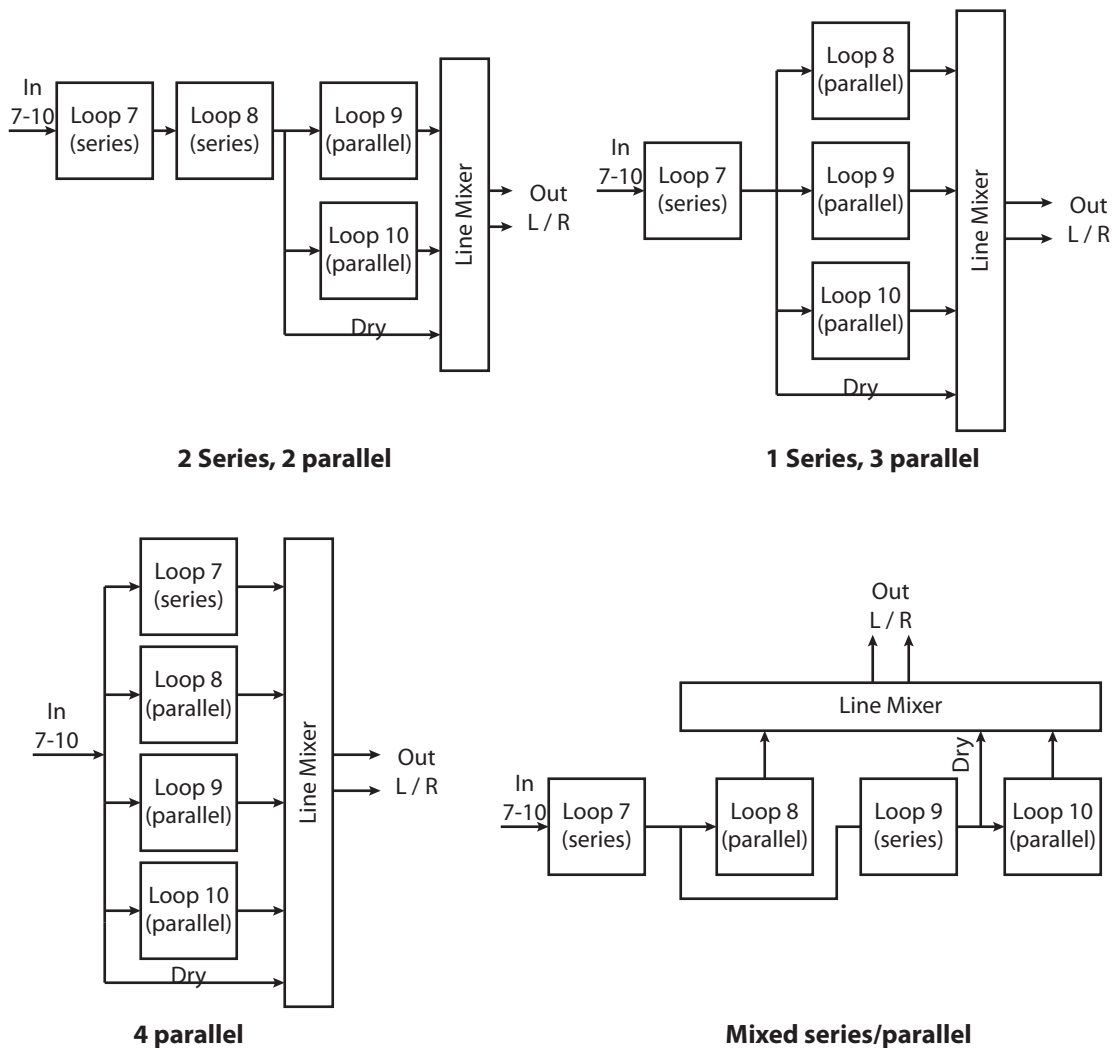 In
7-10
Loop 7
(series)
Loop 8
(series)
Loop 9
(parallel)
Loop 10
(parallel)
Dry
Line Mixer
Out
L / R
2 Series, 2 parallel
In
7-10
Loop 7
(series)
Loop 8
(parallel)
Loop 9
(parallel)
Loop 10
(parallel)
Dry
Line Mixer
Out
L / R
1 Series, 3 parallel
In
7-10
Loop 7
(series)
Loop 8
(parallel)
Loop 9
(parallel)
Loop 10
(parallel)
Dry
Line Mixer
Out
L / R
4 parallel
Out
L / R
Line Mixer
In
7-10
Loop 7
(series)
Loop 8
(parallel)
Loop 9
(series)
Dry
Loop 10
(parallel)
Mixed series/parallel